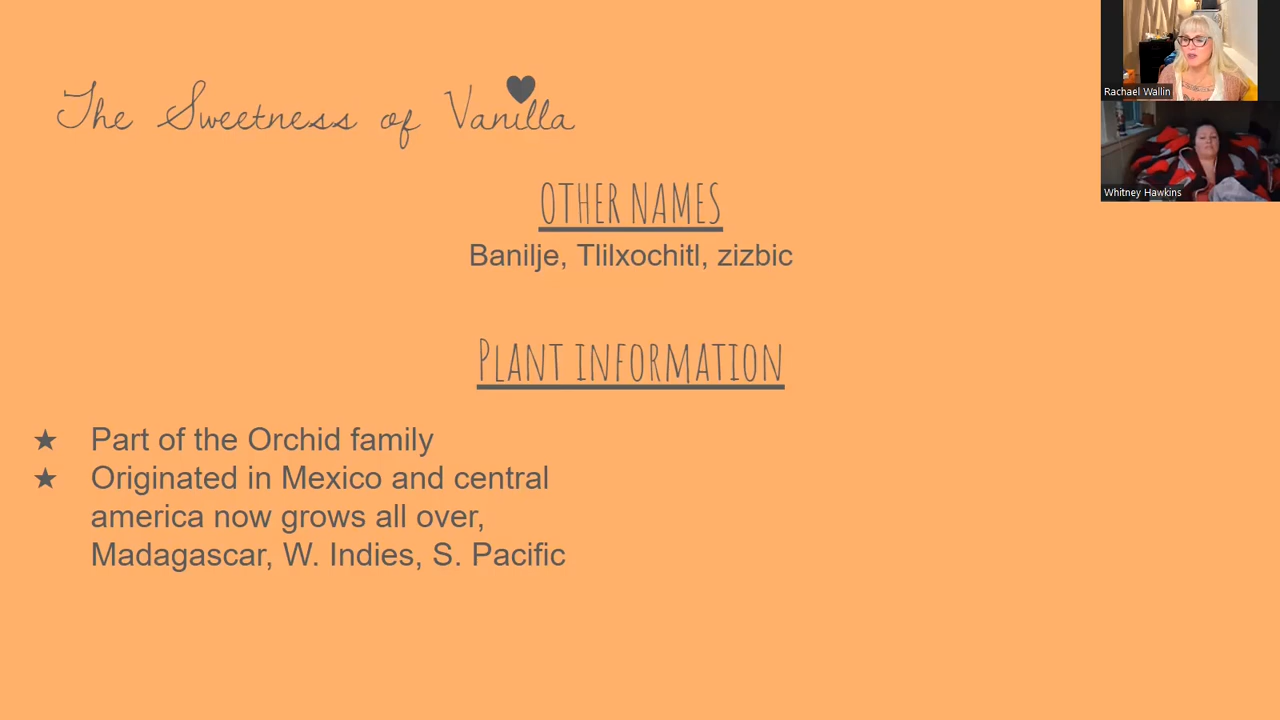 The Sweetness of Vanilla
OTHER NAMES
Banilje, Tlilxochitl, zizbic
PLANT INFORMATION
★ Part of the Orchid family
★ Originated in Mexico and central
america now grows all over,
Madagascar, W. Indies, S. Pacific
Rachael Wallin
Whitney Hawkins